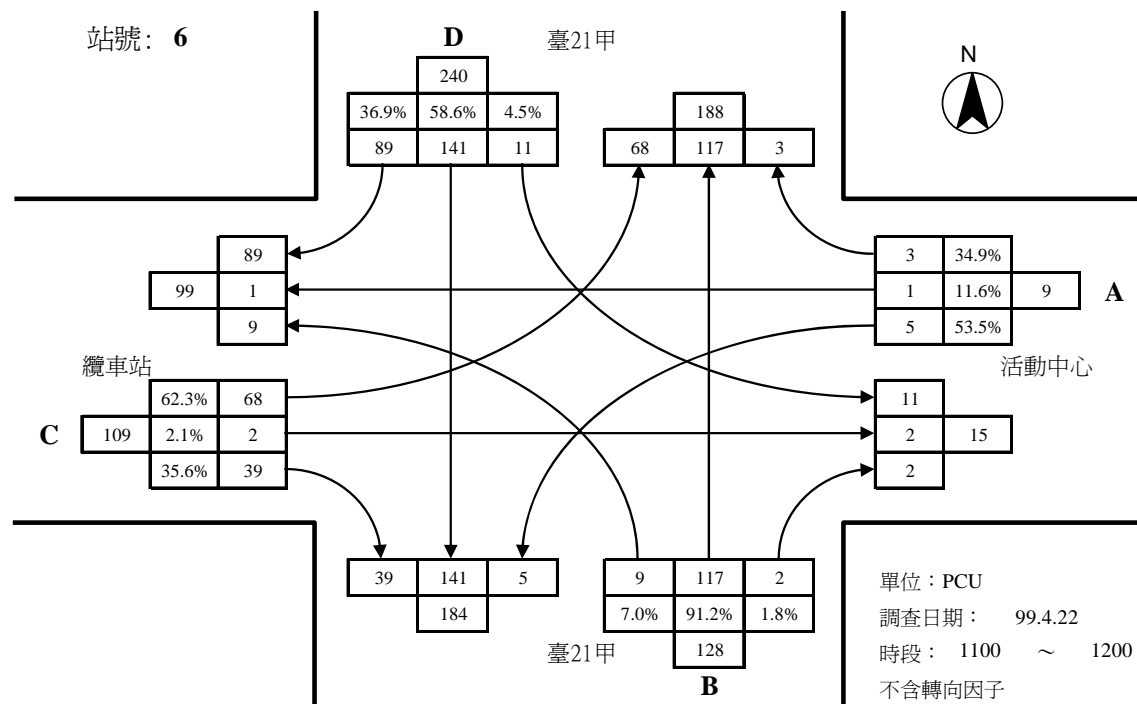 站號: 6
D
臺21甲
N
240
36.9% 58.6% 4.5%
89 141 11
188
68 117 3
89
99 1
9
3 34.9%
1 11.6% 9
5 53.5%
A
纜車站
活動中心
62.3% 68
C
109 2.1% 2
35.6% 39
11
2 15
2
39 141 5
184
9 117 2
7.0% 91.2% 1.8%
128
臺21甲
B
單位：PCU
調查日期： 99.4.22
時段： 1100 ～ 1200
不含轉向因子